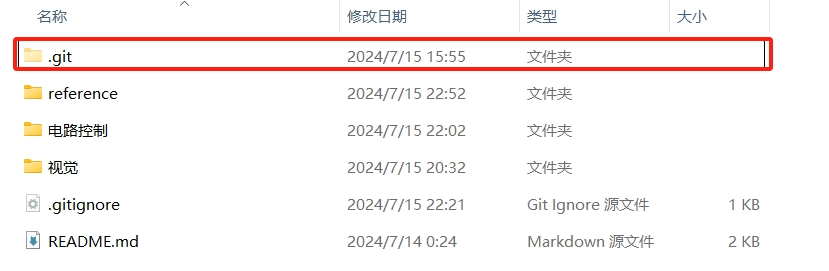 名称 修改日期 类型 大小
.git 2024/7/15 15:55 文件夹
reference 2024/7/15 22:52 文件夹
电路控制 2024/7/15 22:02 文件夹
视觉 2024/7/15 20:32 文件夹
.gitignore 2024/7/15 22:21 Git Ignore 源文件 1 KB
README.md 2024/7/14 0:24 Markdown 源文件 2 KB